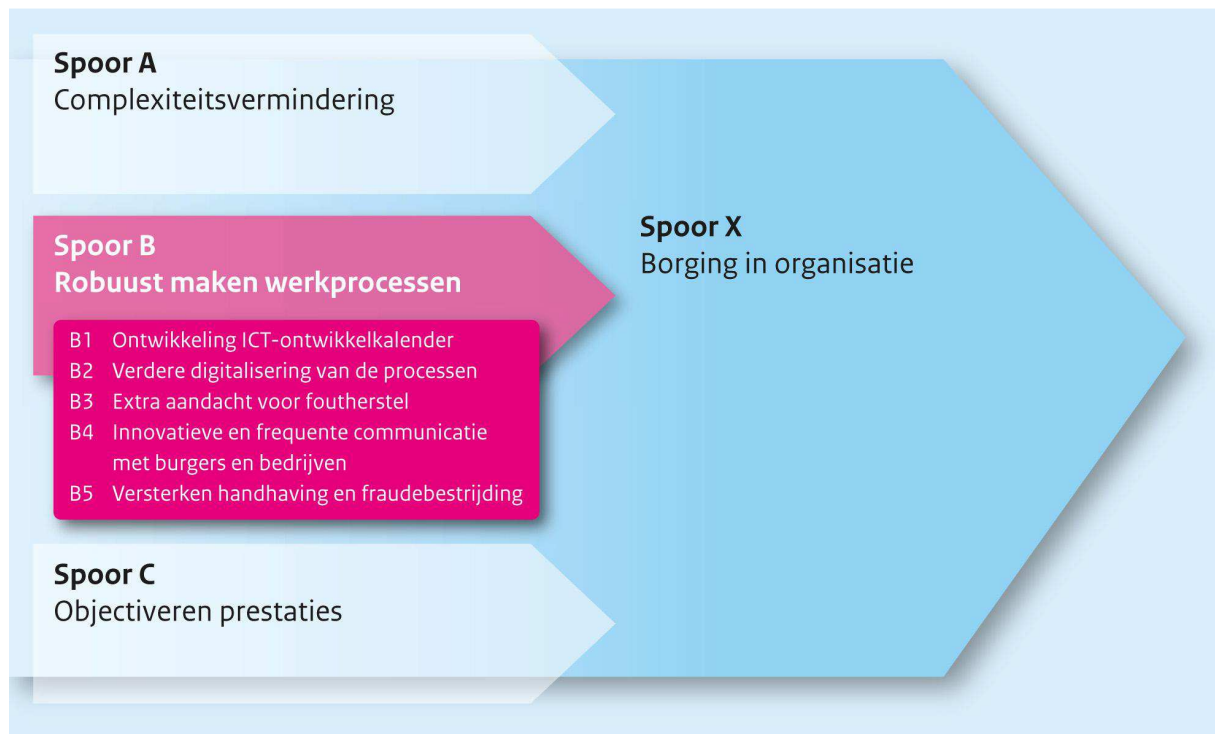 Spoor A
Complexiteitsvermindering
Spoor B
Robuust maken werkprocessen
B1 Ontwikkeling ICT-ontwikkelkalender
B2 Verdere digitalisering van de processen
B3 Extra aandacht voor foutherstel
B4 Innovatieve en frequente communicatie
met burgers en bedrijven
B5 Versterken handhaving en fraudebestrijding
Spoor C
Objectiveren prestaties
Spoor X
Borging in organisatie